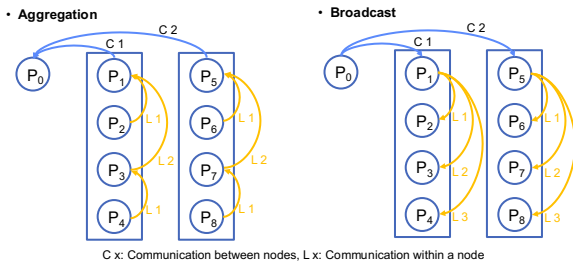 • Aggregation
C 2
C 1
P0
P1
P5
L 1
L 1
P2
P6
L 2
L 2
P3
P7
L 1
L 1
P4
P8
• Broadcast
C 2
C 1
P0
P1
P5
L 1
L 1
P2
P6
P3
P7
L 2
L 2
P4
P8
L 3
L 3
C x: Communication between nodes, L x: Communication within a node